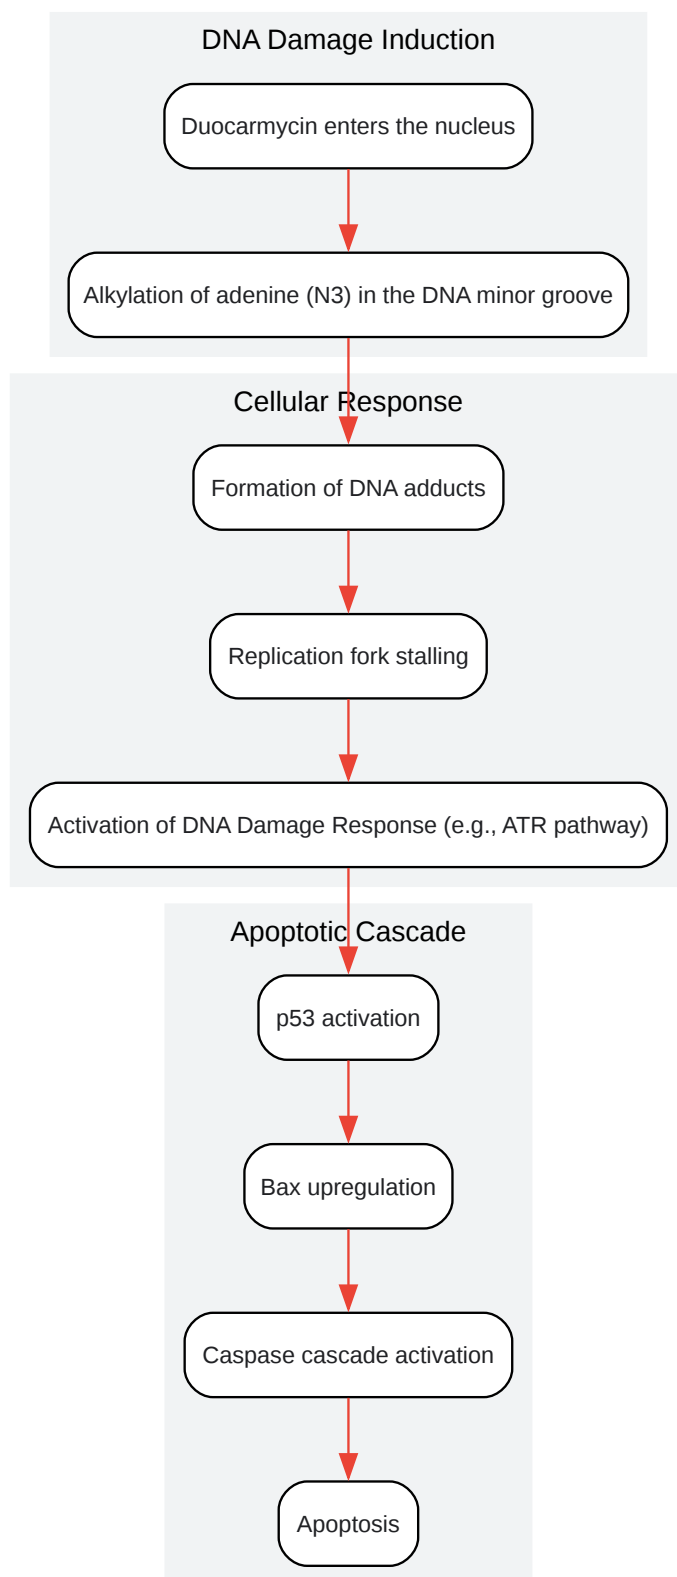 DNA Damage Induction
Duocarmycin enters the nucleus
Alkylation of adenine (N3) in the DNA minor groove
Cellular Response
Formation of DNA adducts
Replication fork stalling
Activation of DNA Damage Response (e.g., ATR pathway)
Apoptotic Cascade
p53 activation
Bax upregulation
Caspase cascade activation
Apoptosis